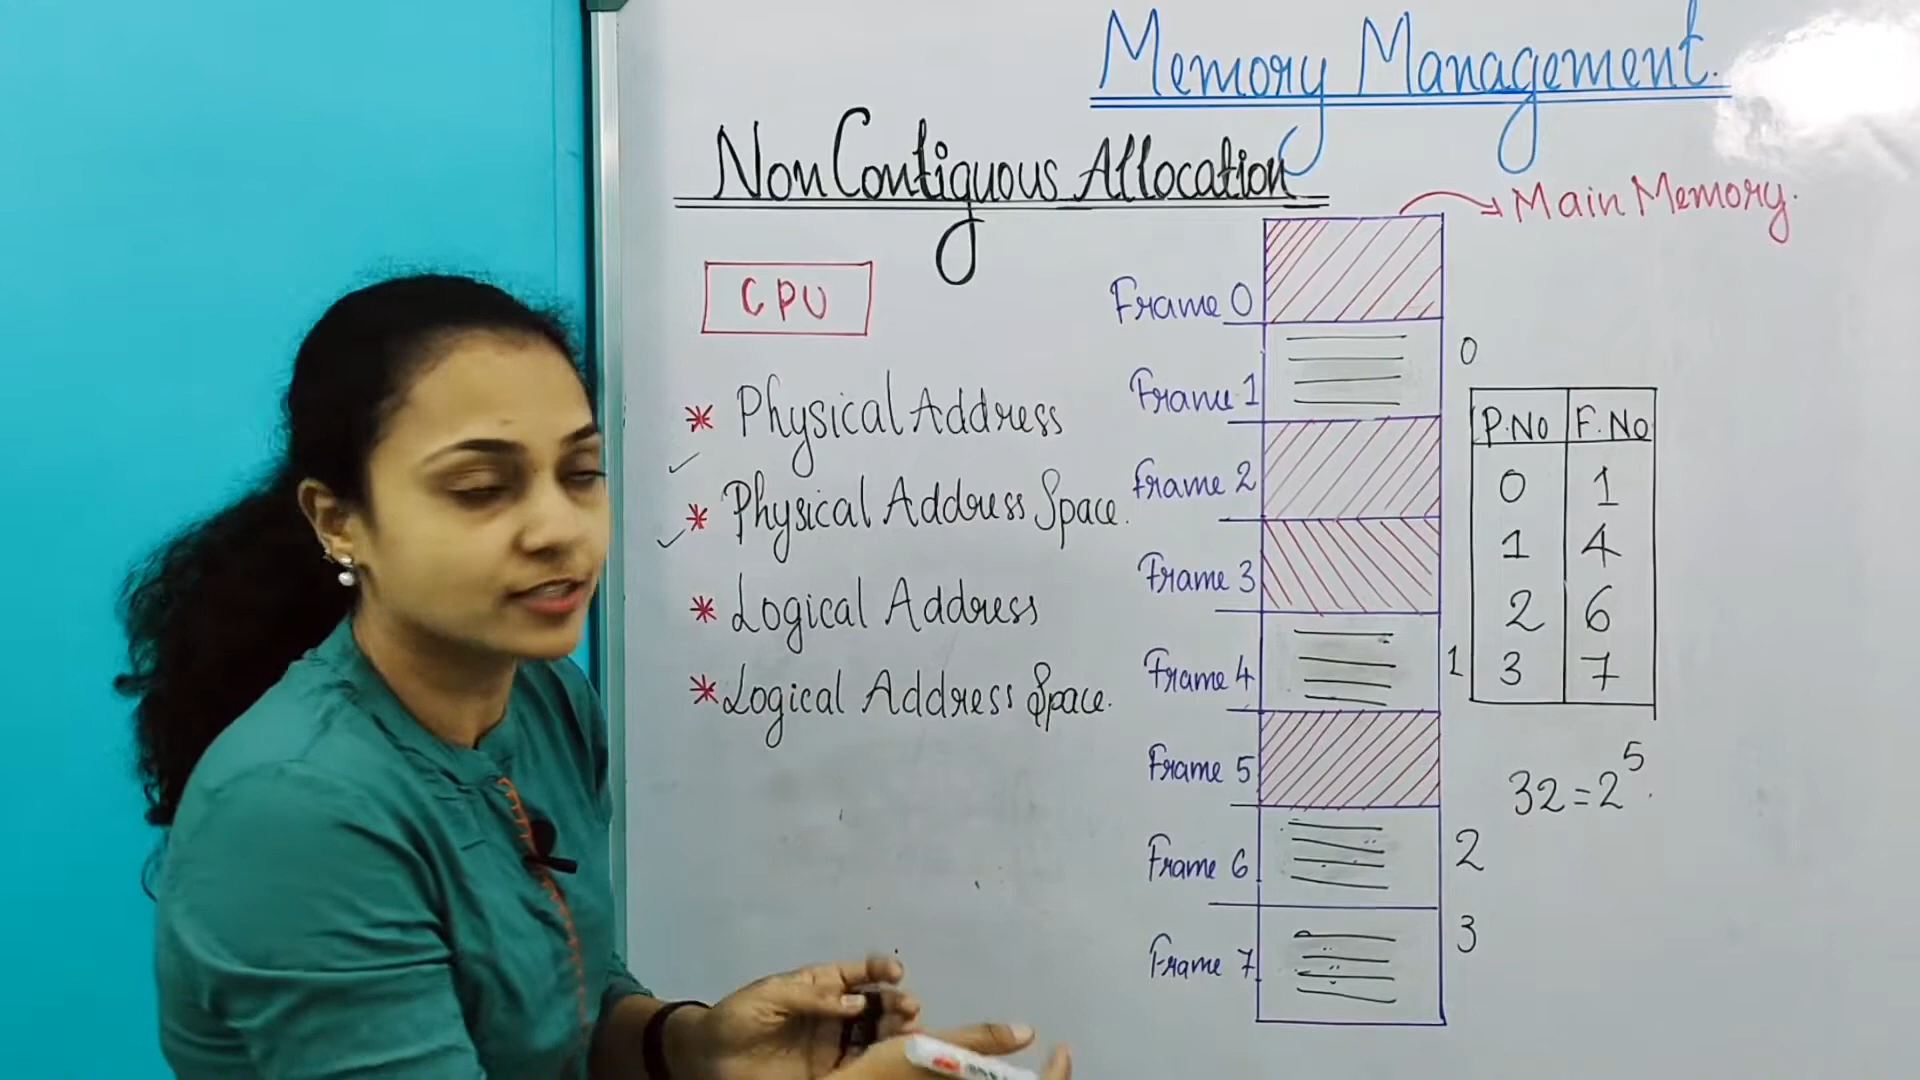 Memory Management.
Non Contiguous Allocation
Main Memory.
CPU
* Physical Address
* Physical Address Space.
* Logical Address
* Logical Address Space.
Frame 0
Frame 1
Frame 2
Frame 3
Frame 4
Frame 5
Frame 6
Frame 7
0
1
2
3
P.No F.No
0 1
1 4
2 6
3 7
32=2⁵.